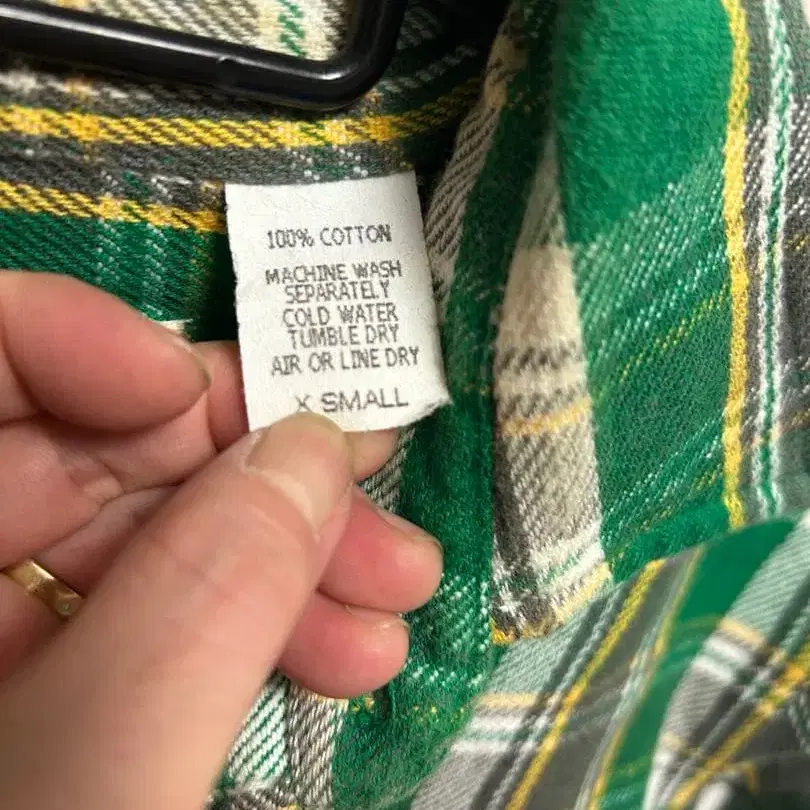 100% COTTON
MACHINE WASH
SEPARATELY
COLD WATER
TUMBLE DRY
AIR OR LINE DRY
X SMALL